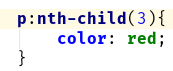 p:nth-child(3){
    color: red;
}